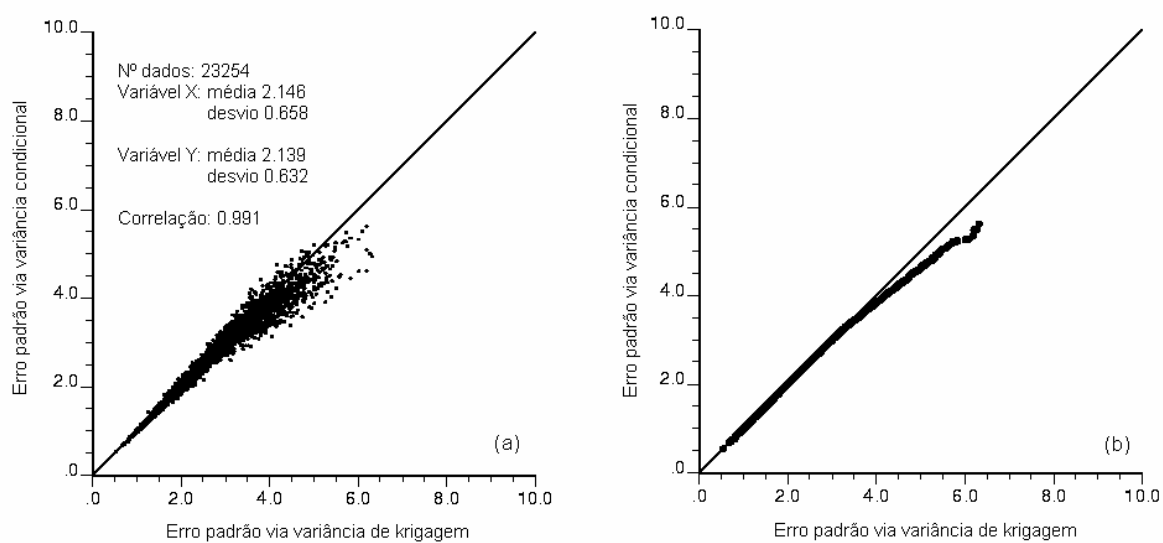 10.0
8.0
6.0
4.0
2.0
.0
.0
2.0
4.0
6.0
8.0
10.0
Nº dados: 23254
Variável X: média 2.146
desvio 0.658
Variável Y: média 2.139
desvio 0.632
Correlação: 0.991
(a)
Erro padrão via variância condicional
Erro padrão via variância de krigagem
10.0
8.0
6.0
4.0
2.0
.0
.0
2.0
4.0
6.0
8.0
10.0
(b)
Erro padrão via variância condicional
Erro padrão via variância de krigagem